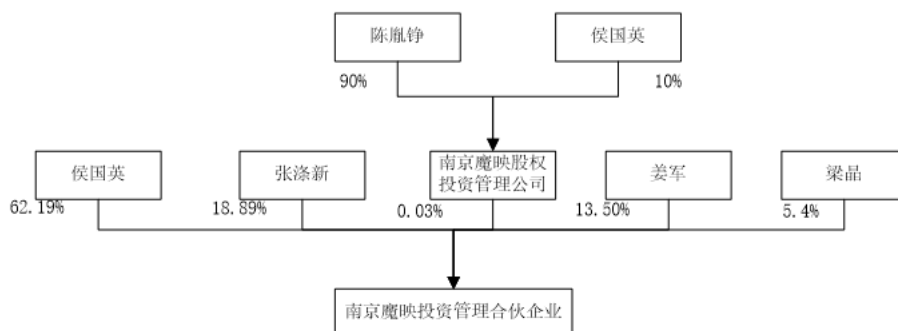 陈胤铮
侯国英
90%
10%
侯国英
张涤新
南京魔映股权
投资管理公司
姜军
梁晶
62.19%
18.89%
0.03%
13.50%
5.4%
南京魔映投资管理合伙企业